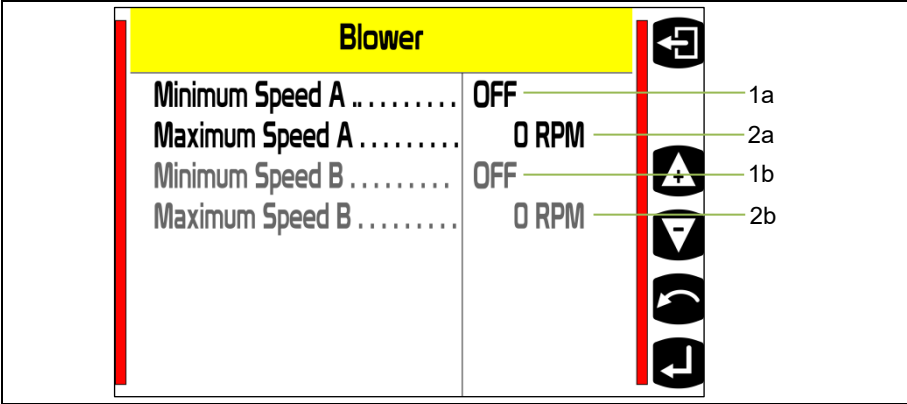 Blower
Minimum Speed A .......... OFF 1a
Maximum Speed A ......... 0 RPM 2a
Minimum Speed B ......... OFF 1b
Maximum Speed B ......... 0 RPM 2b
+
-